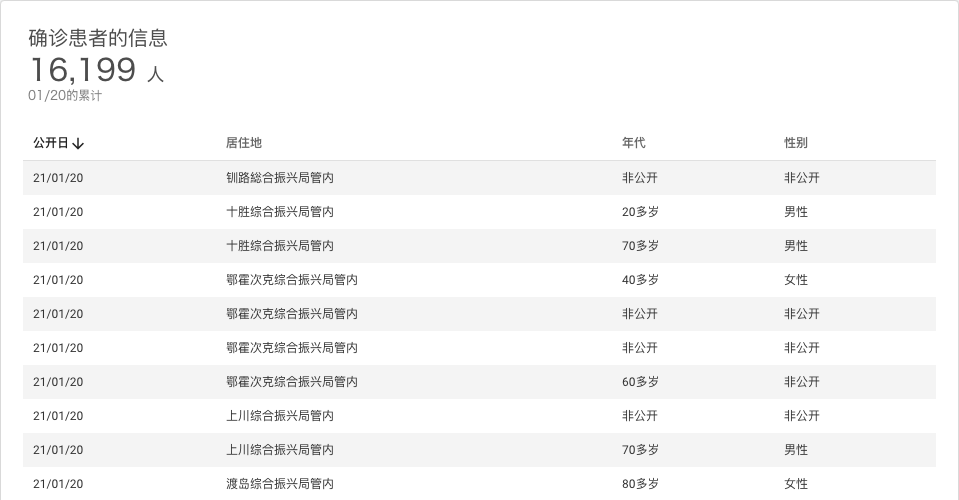 确诊患者的信息
16,199 人
01/20的累计
公开日↓ 居住地 年代 性别
21/01/20 钏路総合振兴局管内 非公开 非公开
21/01/20 十胜综合振兴局管内 20多岁 男性
21/01/20 十胜综合振兴局管内 70多岁 男性
21/01/20 鄂霍次克综合振兴局管内 40多岁 女性
21/01/20 鄂霍次克综合振兴局管内 非公开 非公开
21/01/20 鄂霍次克综合振兴局管内 非公开 非公开
21/01/20 鄂霍次克综合振兴局管内 60多岁 非公开
21/01/20 上川综合振兴局管内 非公开 非公开
21/01/20 上川综合振兴局管内 70多岁 男性
21/01/20 渡岛综合振兴局管内 80多岁 女性